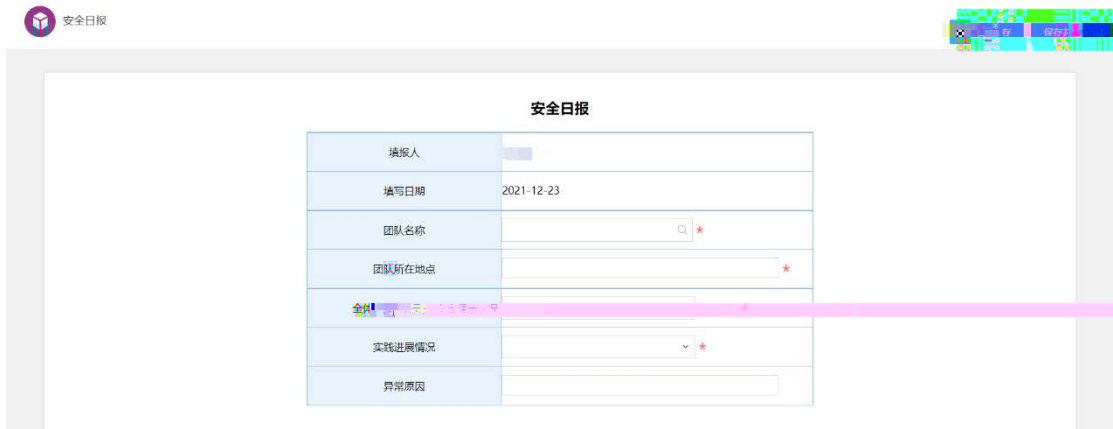 安全日报
保存
安全日报
填报人
填写日期 2021-12-23
团队名称 *
团队所在地点 *
实践进展情况 *
异常原因